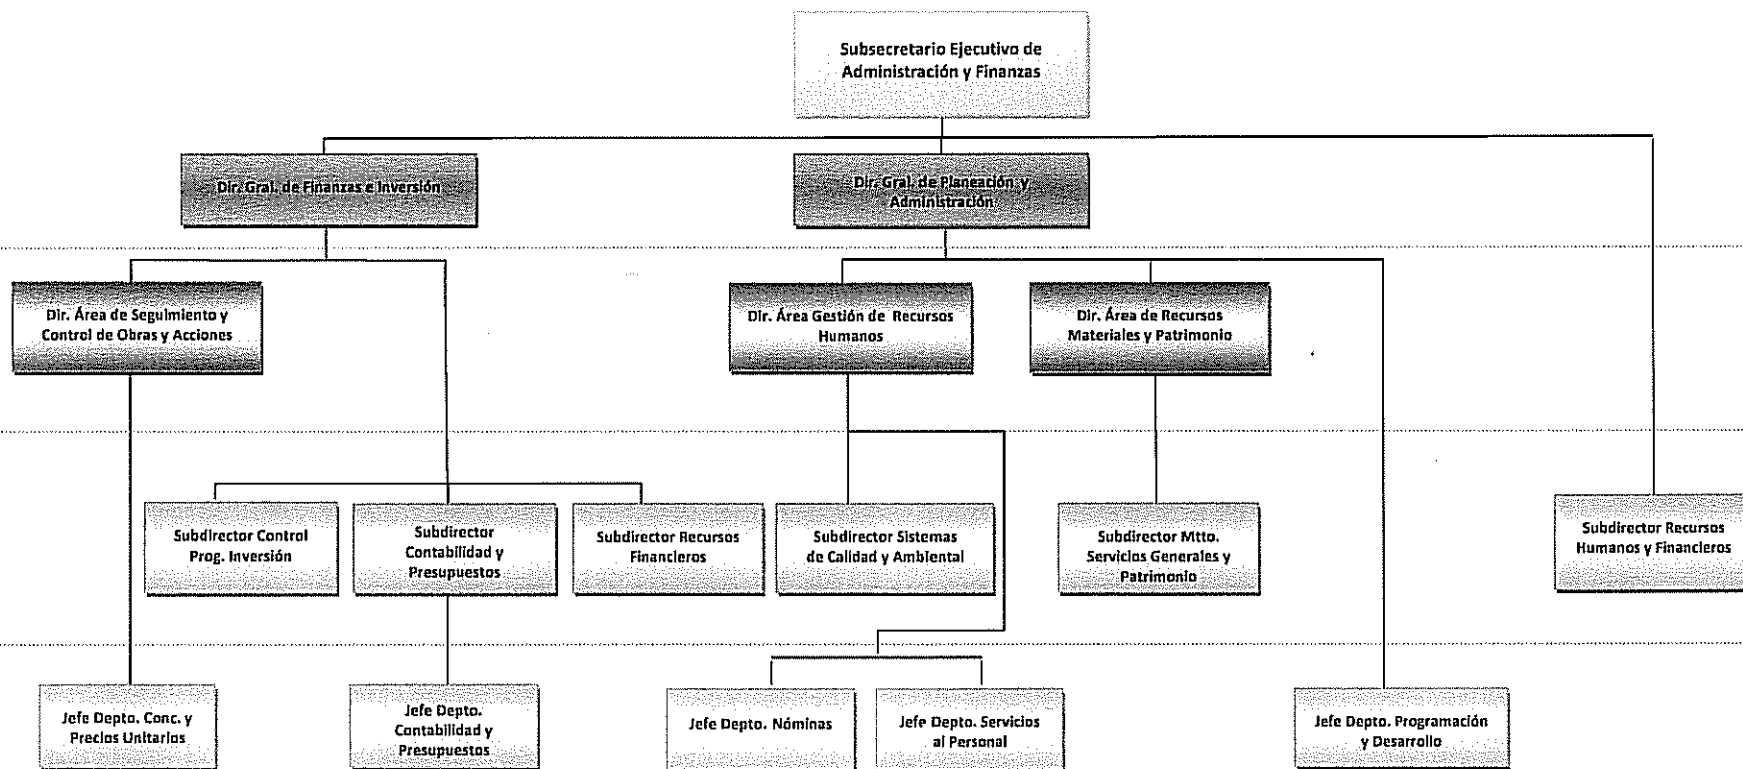 Subsecretario Ejecutivo de
Administración y Finanzas
Dir. Gral. de Finanzas e Inversión
Dir. Gral. de Planeación y
Administración
Dir. Área de Seguimiento y
Control de Obras y Acciones
Dir. Área Gestión de Recursos
Humanos
Dir. Área de Recursos
Materiales y Patrimonio
Subdirector Control
Prog. Inversión
Subdirector
Contabilidad y
Presupuestos
Subdirector Recursos
Financieros
Subdirector Sistemas
de Calidad y Ambiental
Subdirector Mtto.
Servicios Generales y
Patrimonio
Subdirector Recursos
Humanos y Financieros
Jefe Depto. Conc. y
Precios Unitarios
Jefe Depto.
Contabilidad y
Presupuestos
Jefe Depto. Nóminas
Jefe Depto. Servicios
al Personal
Jefe Depto. Programación
y Desarrollo